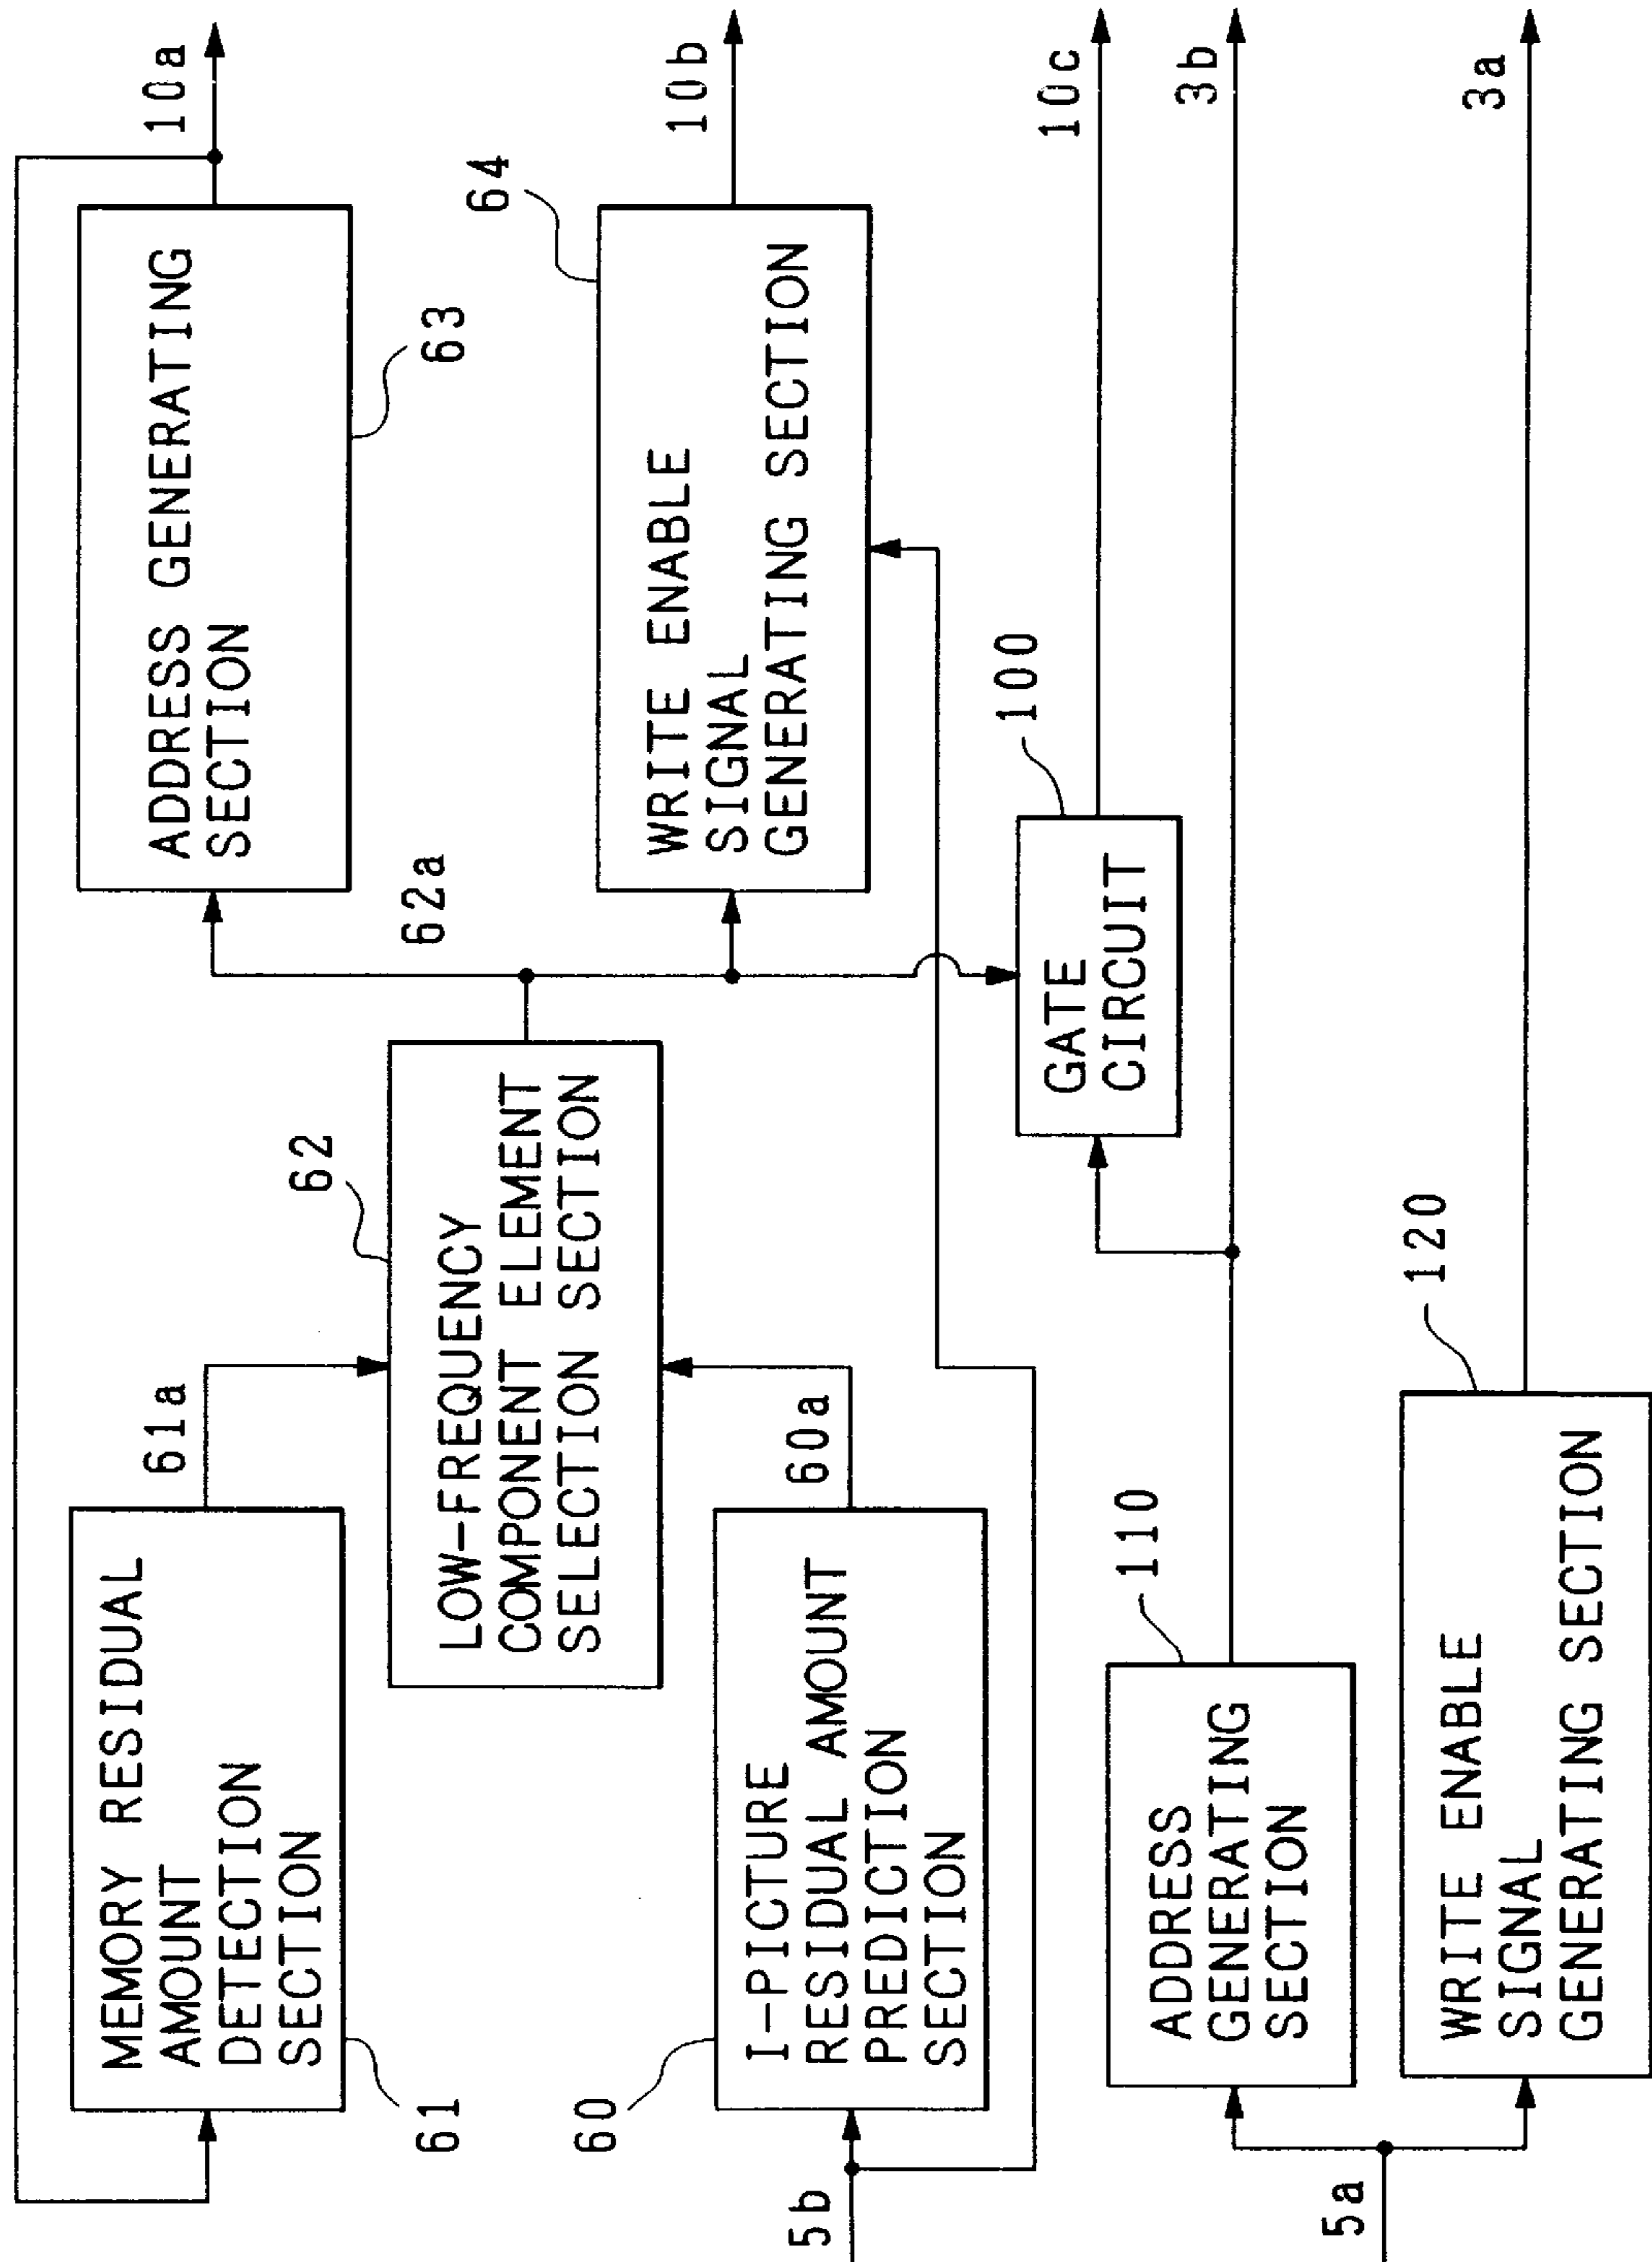 MEMORY RESIDUAL
AMOUNT
DETECTION
SECTION
61
61a
LOW-FREQUENCY
COMPONENT ELEMENT
SELECTION SECTION
62
62a
ADDRESS GENERATING
SECTION
63
10a
I-PICTURE
RESIDUAL AMOUNT
PREDICTION
SECTION
60
60a
5b
WRITE ENABLE
SIGNAL
GENERATING SECTION
64
10b
GATE
CIRCUIT
100
10c
ADDRESS
GENERATING
SECTION
110
3b
5a
WRITE ENABLE
SIGNAL
GENERATING SECTION
120
3a